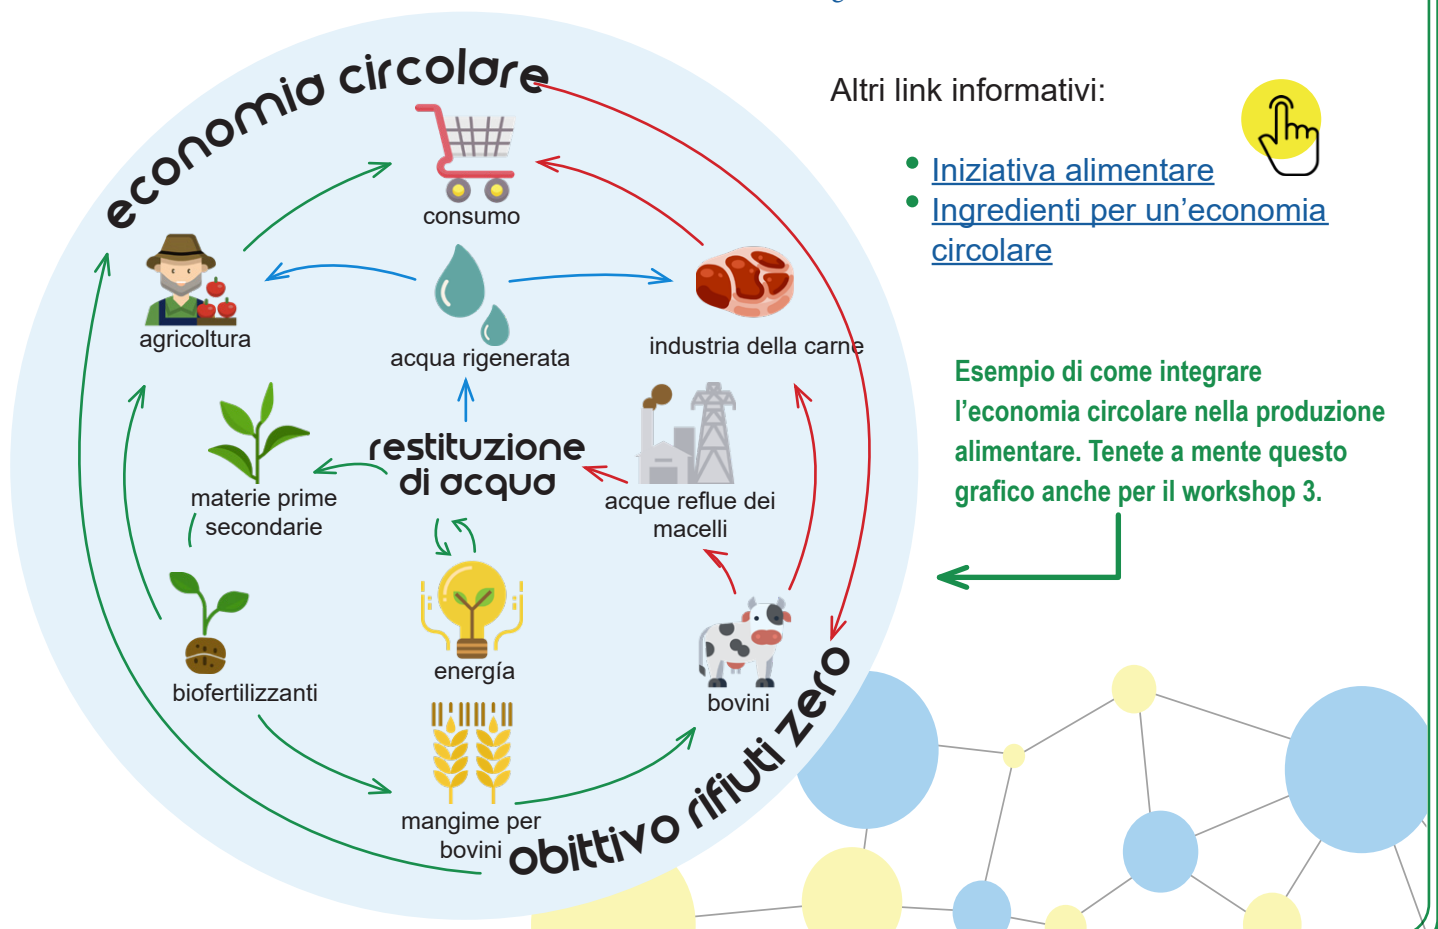 economia circolare
consumo
agricoltura
acqua rigenerata
industria della carne
restituzione
di acqua
materie prime
secondarie
acque reflue dei
macelli
energía
biofertilizzanti
bovini
mangime per
bovini
obittivo rifiuti zero
Altri link informativi:
• Iniziativa alimentare
• Ingredienti per un’economia
circolare
Esempio di come integrare
l’economia circolare nella produzione
alimentare. Tenete a mente questo
grafico anche per il workshop 3.